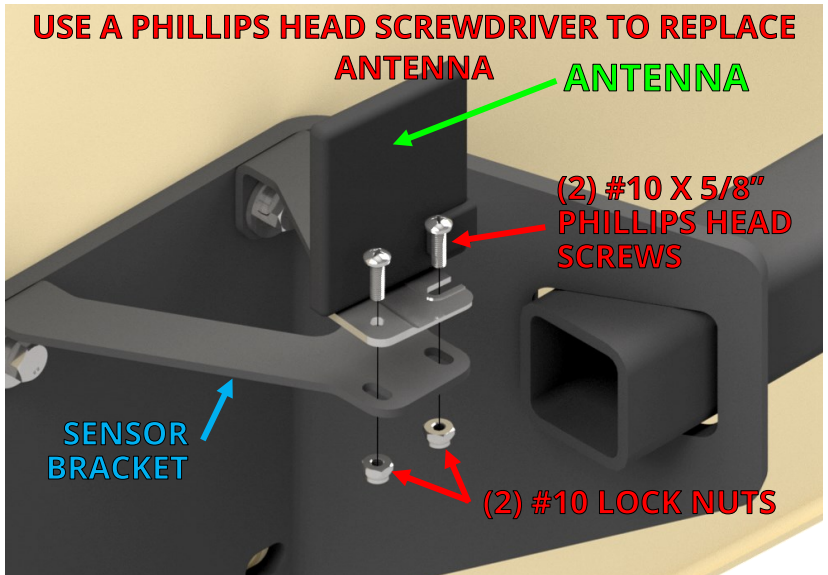 USE A PHILLIPS HEAD SCREWDRIVER TO REPLACE
ANTENNA
ANTENNA
(2) #10 X 5/8”
PHILLIPS HEAD
SCREWS
SENSOR
BRACKET
(2) #10 LOCK NUTS